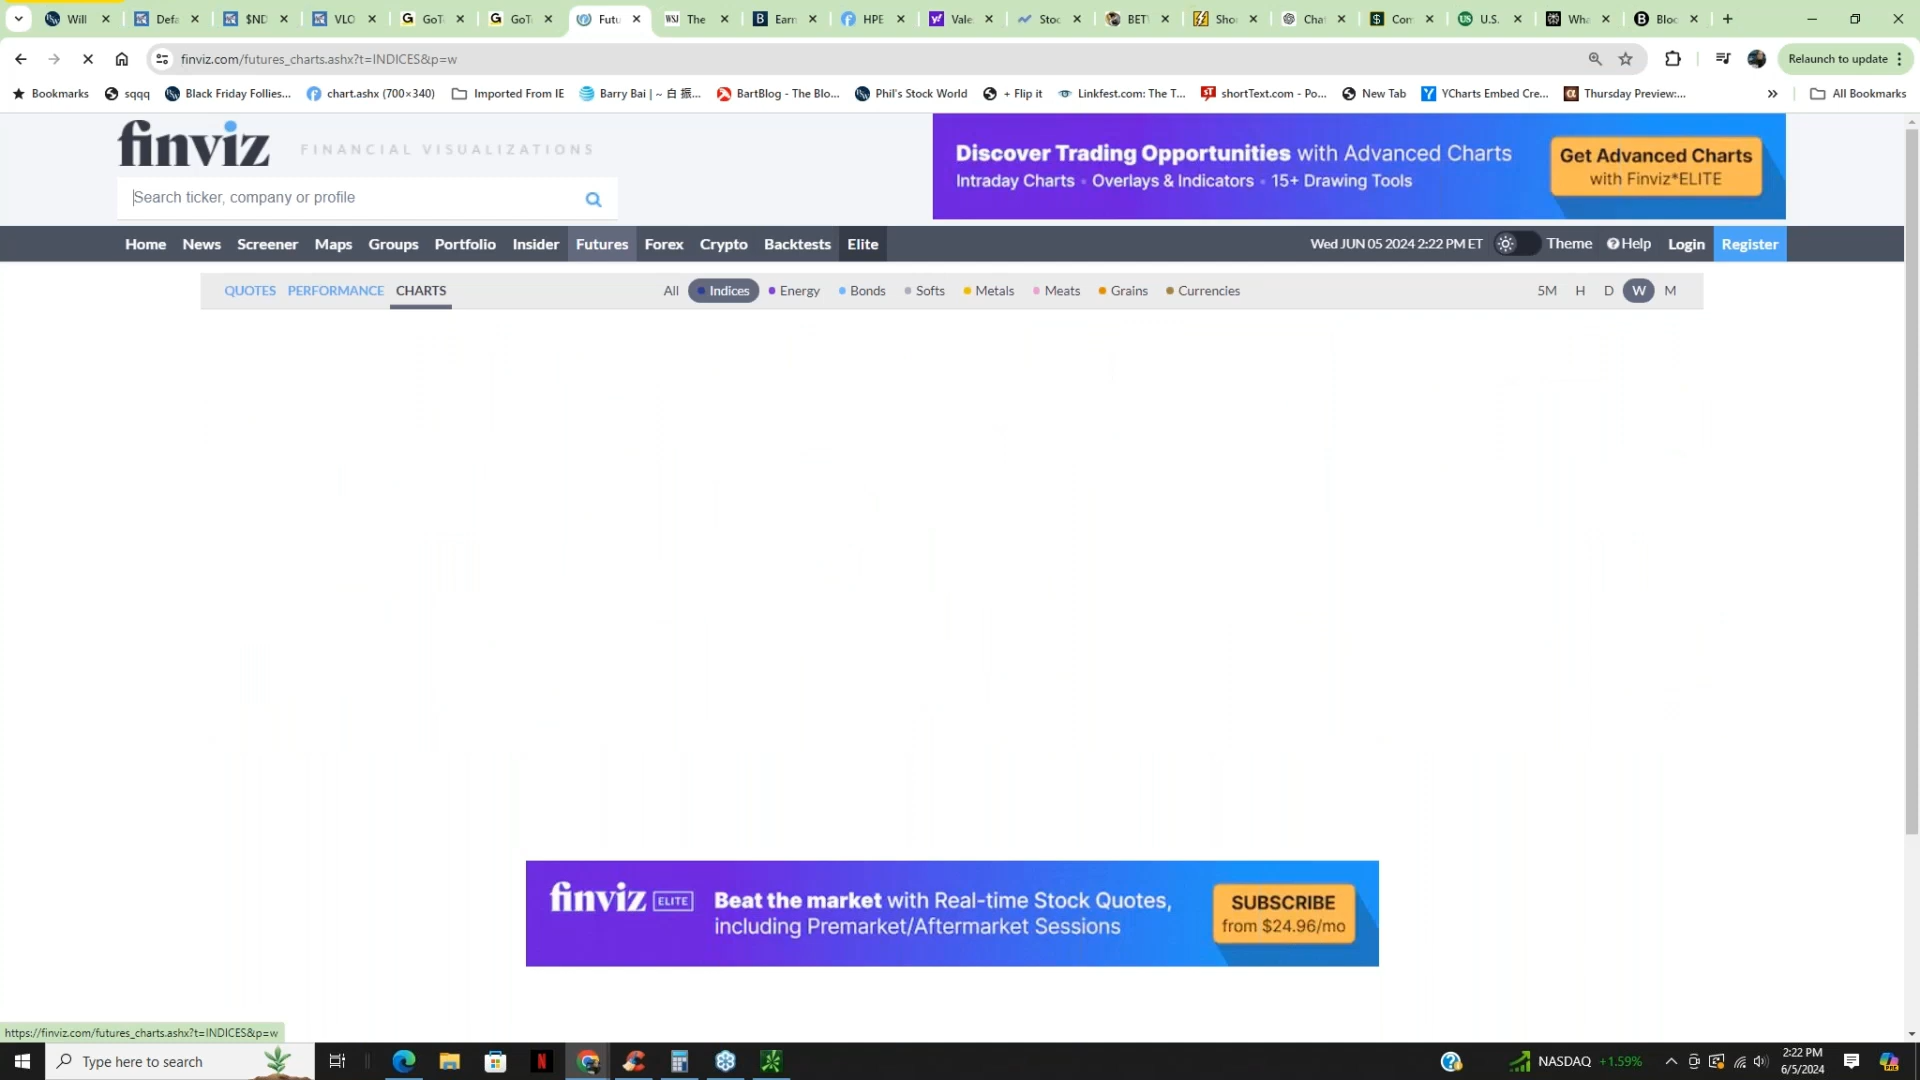 Will
Defa
$ND
VLO
GoT
GoT
Futu
The
Earn
HPE
Vale
Stoc
BET
Sho
Cha
Com
U.S.
Wha
Bloc
finviz.com/futures_charts.ashx?t=INDICES&p=w
Relaunch to update
Bookmarks
sqqq
Black Friday Follies...
chart.ashx (700×340)
Imported From IE
Barry Bai | ~ 白 振...
BartBlog - The Blo...
Phil's Stock World
+ Flip it
Linkfest.com: The T...
shortText.com - Po...
New Tab
YCharts Embed Cre...
Thursday Preview:...
»
All Bookmarks
finviz
FINANCIAL VISUALIZATIONS
Discover Trading Opportunities with Advanced Charts
Intraday Charts • Overlays & Indicators • 15+ Drawing Tools
Get Advanced Charts
with Finviz*ELITE
Search ticker, company or profile
Home News Screener Maps Groups Portfolio Insider Futures Forex Crypto Backtests Elite
Wed JUN 05 2024 2:22 PM ET
Theme
Help
Login
Register
QUOTES PERFORMANCE CHARTS
All Indices Energy Bonds Softs Metals Meats Grains Currencies
5M H D W M
finviz ELITE
Beat the market with Real-time Stock Quotes,
including Premarket/Aftermarket Sessions
SUBSCRIBE
from $24.96/mo
https://finviz.com/futures_charts.ashx?t=INDICES&p=w
Type here to search
NASDAQ +1.59%
2:22 PM
6/5/2024